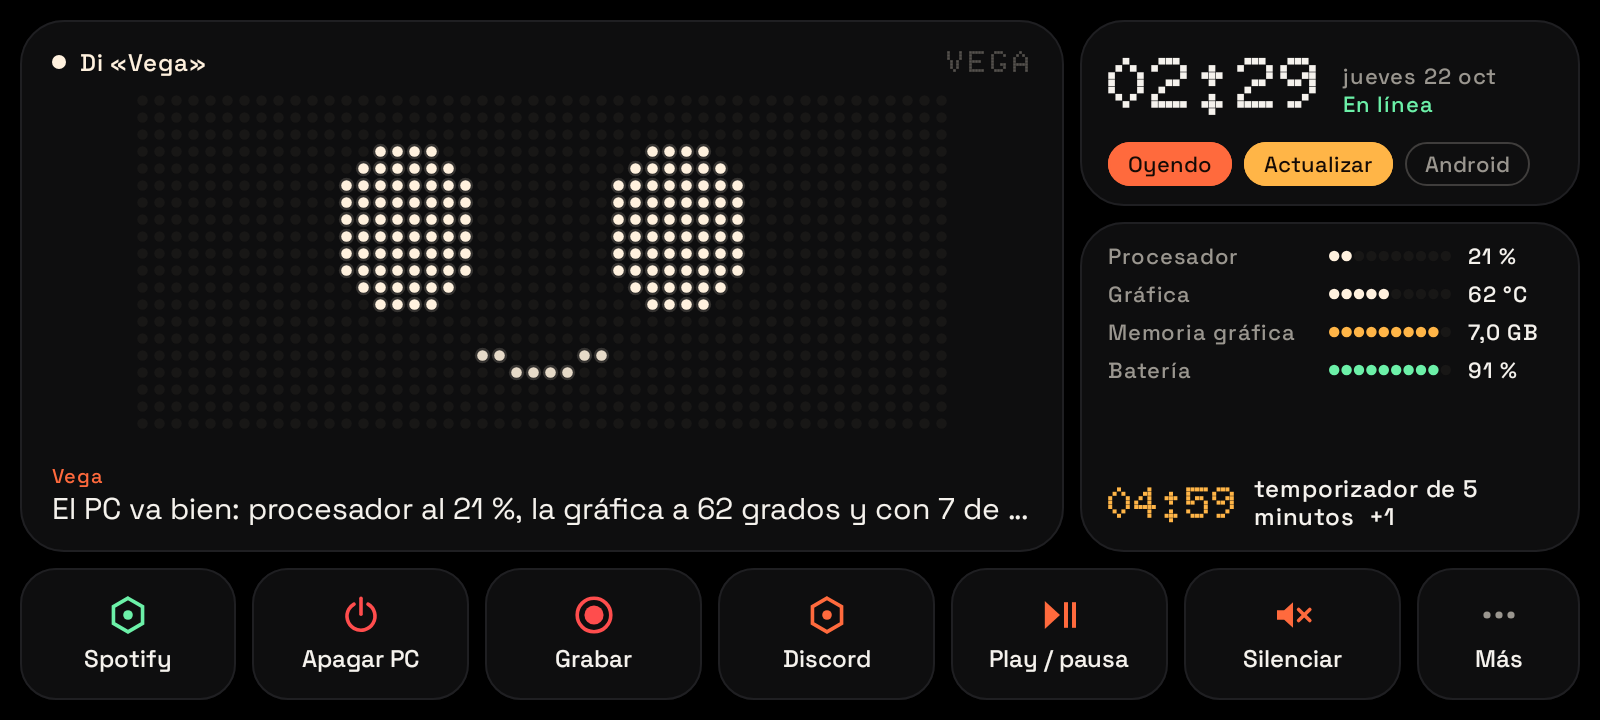 Di «Vega»
VEGA
Vega
El PC va bien: procesador al 21 %, la gráfica a 62 grados y con 7 de ...
02:29
jueves 22 oct
En línea
Oyendo
Actualizar
Android
Procesador 21 %
Gráfica 62 °C
Memoria gráfica 7,0 GB
Batería 91 %
04:59
temporizador de 5
minutos +1
Spotify
Apagar PC
Grabar
Discord
Play / pausa
Silenciar
Más